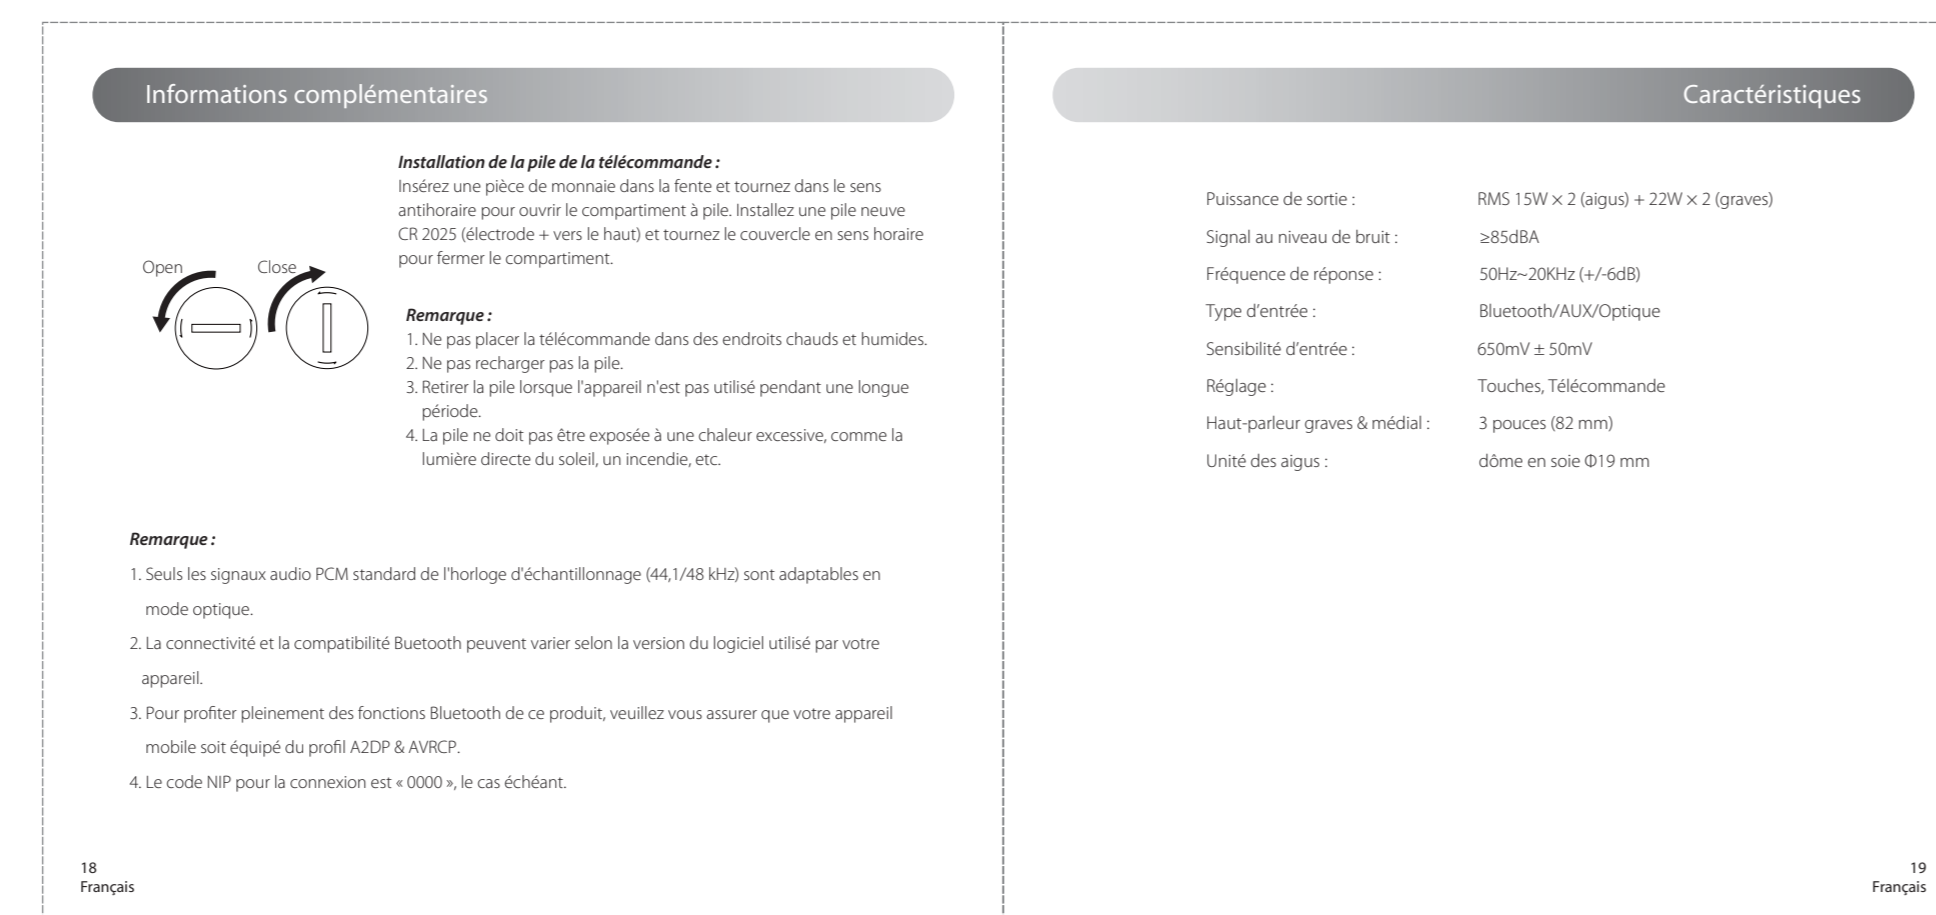 Informations complémentaires
Installation de la pile de la télécommande :
Insérez une pièce de monnaie dans la fente et tournez dans le sens
antihoraire pour ouvrir le compartiment à pile. Installez une pile neuve
CR 2025 (électrode + vers le haut) et tournez le couvercle en sens horaire
pour fermer le compartiment.
Open
Close
Remarque :
1. Ne pas placer la télécommande dans des endroits chauds et humides.
2. Ne pas recharger pas la pile.
3. Retirer la pile lorsque l'appareil n'est pas utilisé pendant une longue
période.
4. La pile ne doit pas être exposée à une chaleur excessive, comme la
lumière directe du soleil, un incendie, etc.
Remarque :
1. Seuls les signaux audio PCM standard de l'horloge d'échantillonnage (44,1/48 kHz) sont adaptables en
mode optique.
2. La connectivité et la compatibilité Buetooth peuvent varier selon la version du logiciel utilisé par votre
appareil.
3. Pour profiter pleinement des fonctions Bluetooth de ce produit, veuillez vous assurer que votre appareil
mobile soit équipé du profil A2DP & AVRCP.
4. Le code NIP pour la connexion est « 0000 », le cas échéant.
18
Français
Caractéristiques
Puissance de sortie : RMS 15W × 2 (aigus) + 22W × 2 (graves)
Signal au niveau de bruit : ≥85dBA
Fréquence de réponse : 50Hz~20KHz (+/-6dB)
Type d’entrée : Bluetooth/AUX/Optique
Sensibilité d’entrée : 650mV ± 50mV
Réglage : Touches, Télécommande
Haut-parleur graves & médial : 3 pouces (82 mm)
Unité des aigus : dôme en soie Φ19 mm
19
Français